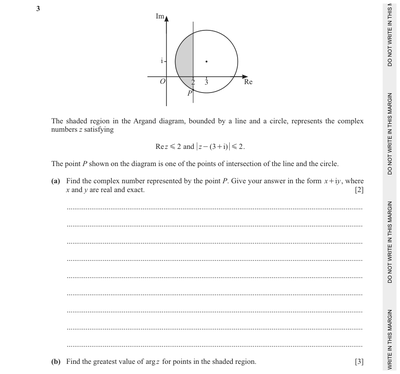 3
Im
i
O
2
3
Re
P
The shaded region in the Argand diagram, bounded by a line and a circle, represents the complex
numbers z satisfying
Re z ⩽ 2 and |z − (3 + i)| ⩽ 2.
The point P shown on the diagram is one of the points of intersection of the line and the circle.
(a) Find the complex number represented by the point P. Give your answer in the form x + iy, where
x and y are real and exact. [2]
(b) Find the greatest value of arg z for points in the shaded region. [3]
DO NOT WRITE IN THIS M
DO NOT WRITE IN THIS MARGIN
DO NOT WRITE IN THIS MARGIN
WRITE IN THIS MARGIN